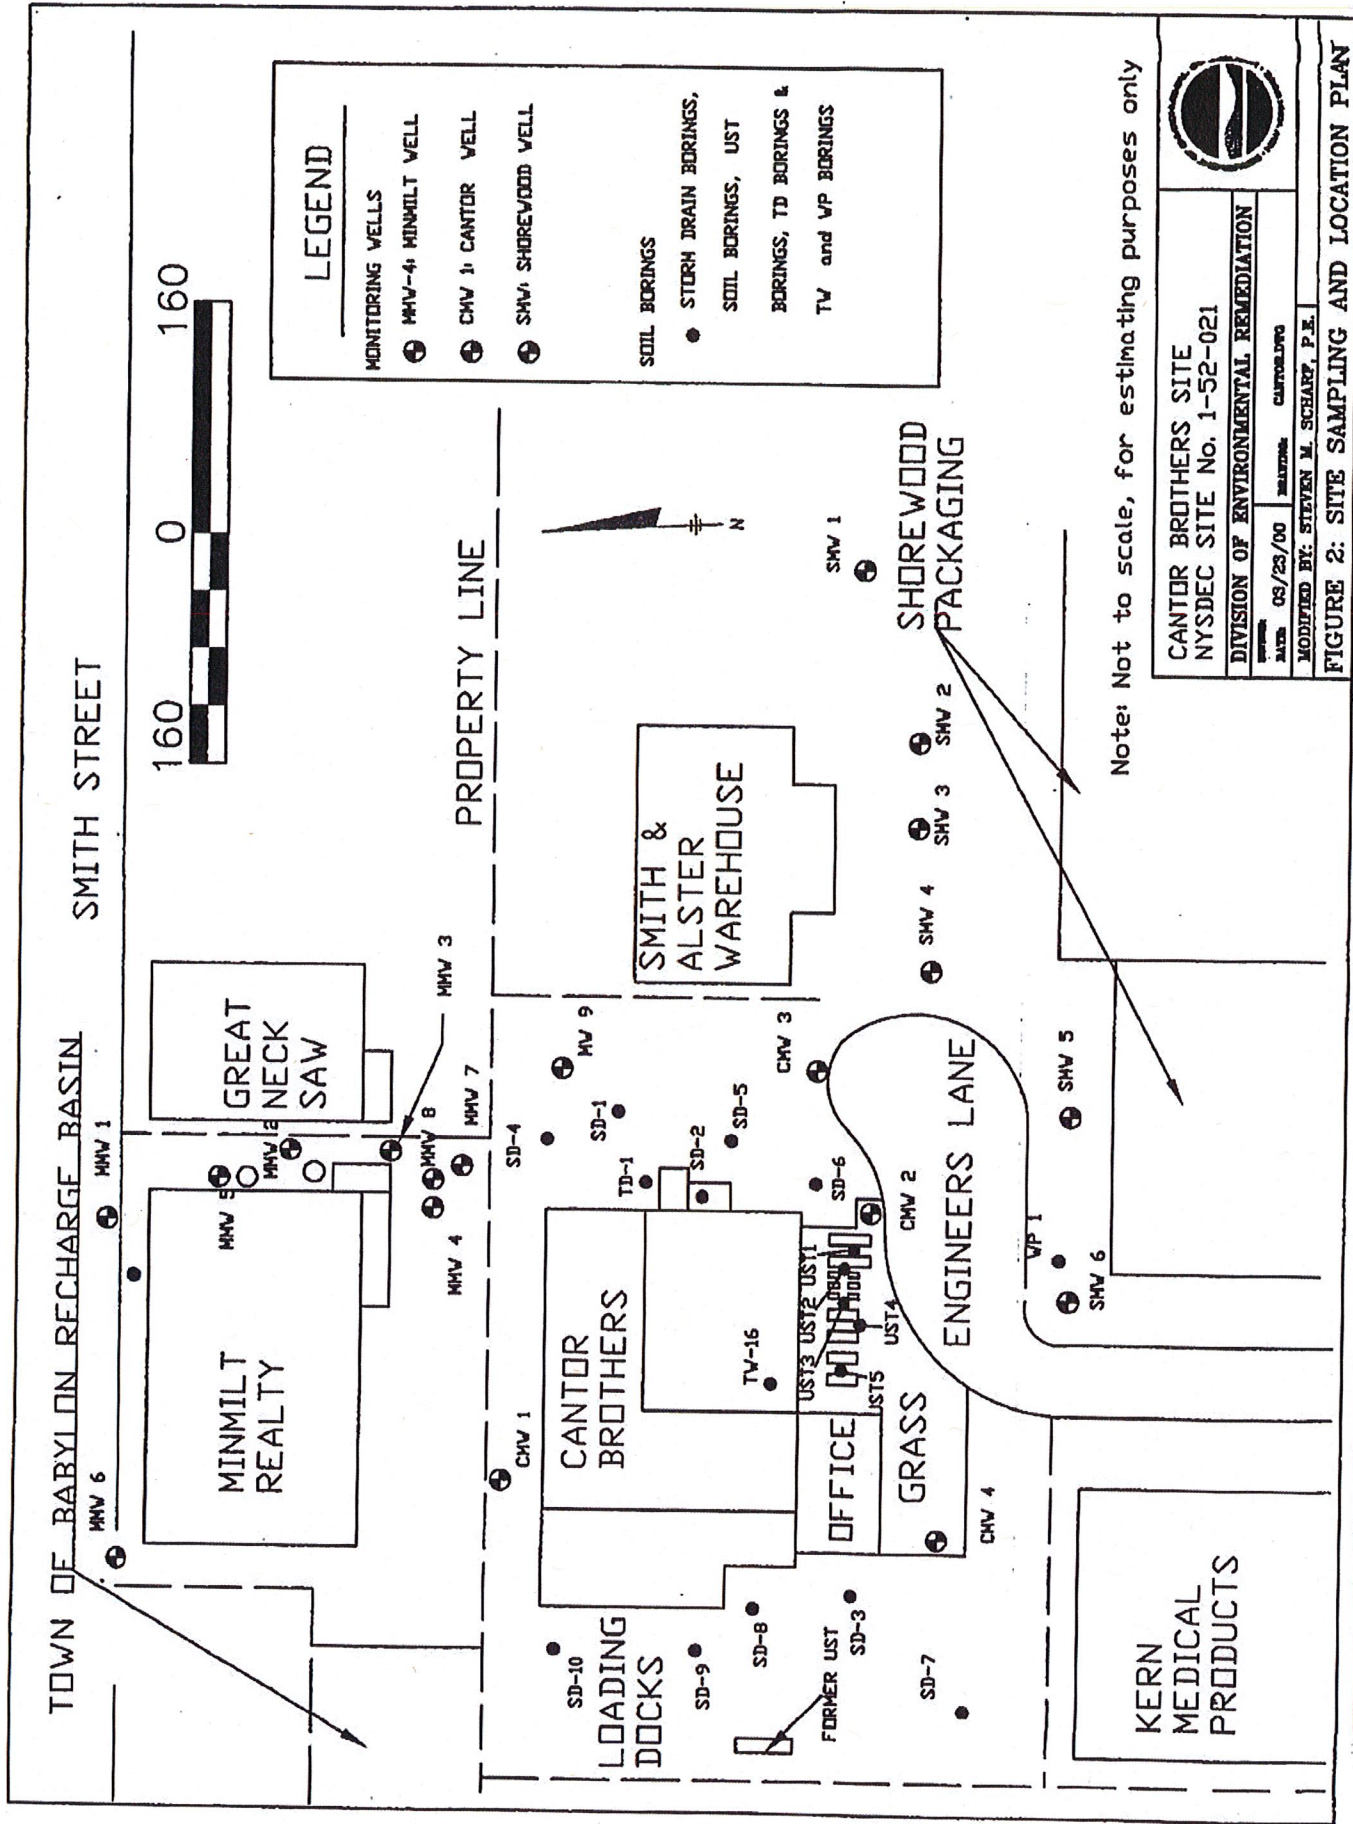 TOWN OF BABYLON RECHARGE BASIN
SMITH STREET
160 0 160
MMW 6
MMW 1
MINMILT
REALTY
GREAT
NECK
SAW
MMW 5
MMW 2
MMW 3
MMW 8
MMW 7
MMW 4
PROPERTY LINE
N
CMW 1
MW 9
SD-4
SD-1
TD-1
SD-2
SD-5
SD-6
CMW 3
CMW 2
CANTOR
BROTHERS
TW-16
SMITH &
ALSTER
WAREHOUSE
SD-10
LOADING
DOCKS
SD-9
SD-8
SD-3
SD-7
FORMER UST
OFFICE
GRASS
CMW 4
UST3 UST2 UST1
UST4
UST5
ENGINEERS LANE
SMW 1
SMW 2
SMW 3
SMW 4
SMW 5
WP 1
SMW 6
SHOREWOOD
PACKAGING
KERN
MEDICAL
PRODUCTS
LEGEND
MONITORING WELLS
MMW-4: MINMILT WELL
CMW 1: CANTOR WELL
SMW: SHOREWOOD WELL
SOIL BORINGS
STORM DRAIN BORINGS,
SOIL BORINGS, UST
BORINGS, TD BORINGS &
TW and WP BORINGS
Note: Not to scale, for estimating purposes only
CANTOR BROTHERS SITE
NYSDEC SITE No. 1-52-021
DIVISION OF ENVIRONMENTAL REMEDIATION
DATE: 03/23/00 DRAWING: CANTOR.DWG
MODIFIED BY: STEVEN M. SCHARF, P.E.
FIGURE 2: SITE SAMPLING AND LOCATION PLAN